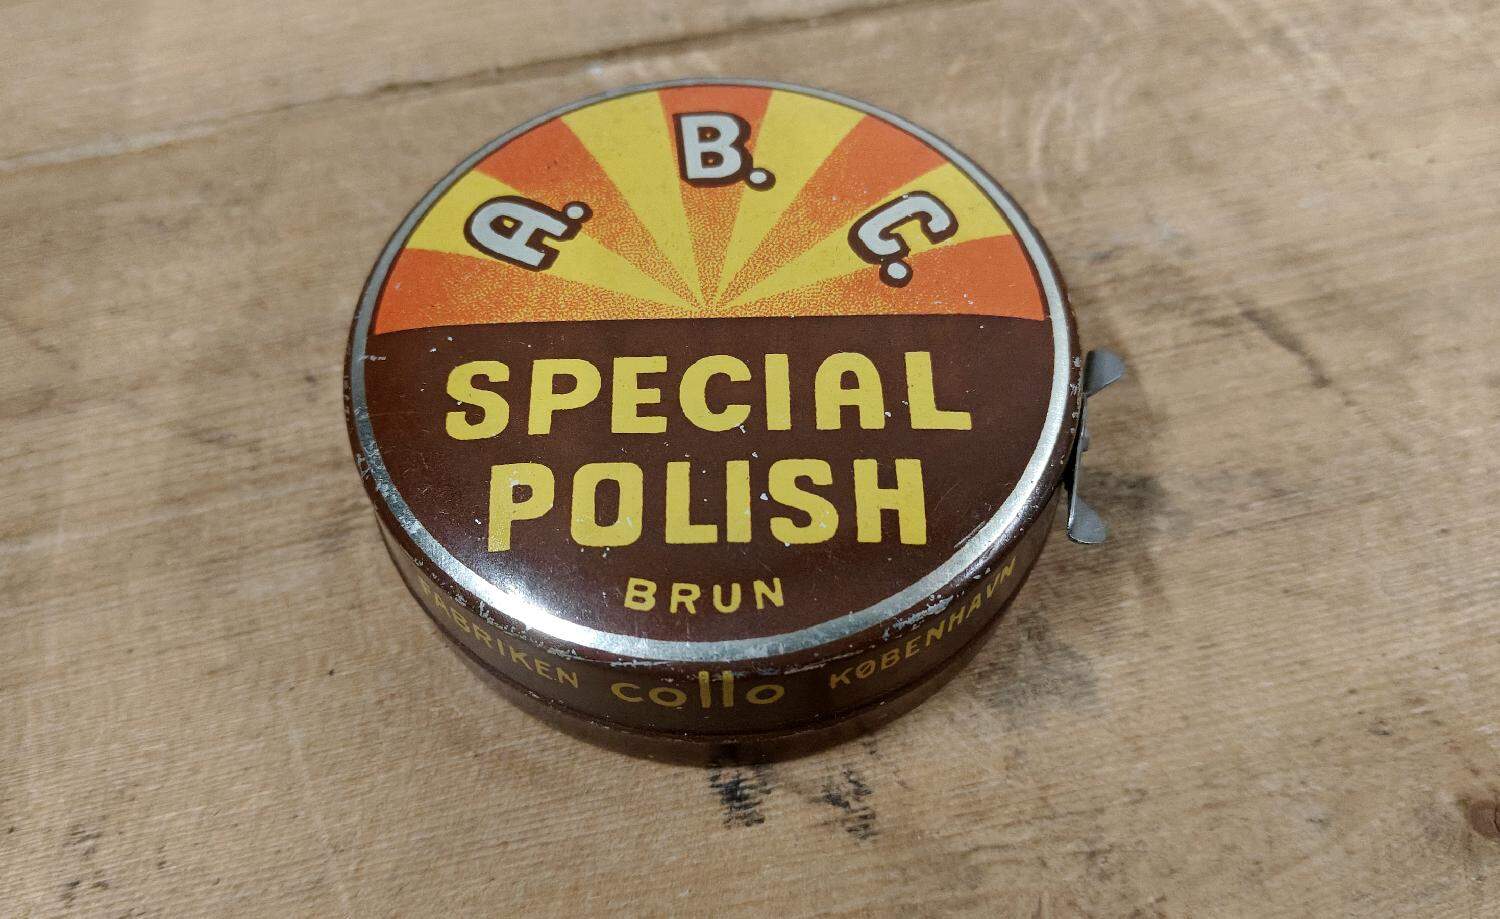 A. B. C.
SPECIAL
POLISH
BRUN
FABRIKEN collo KØBENHAVN